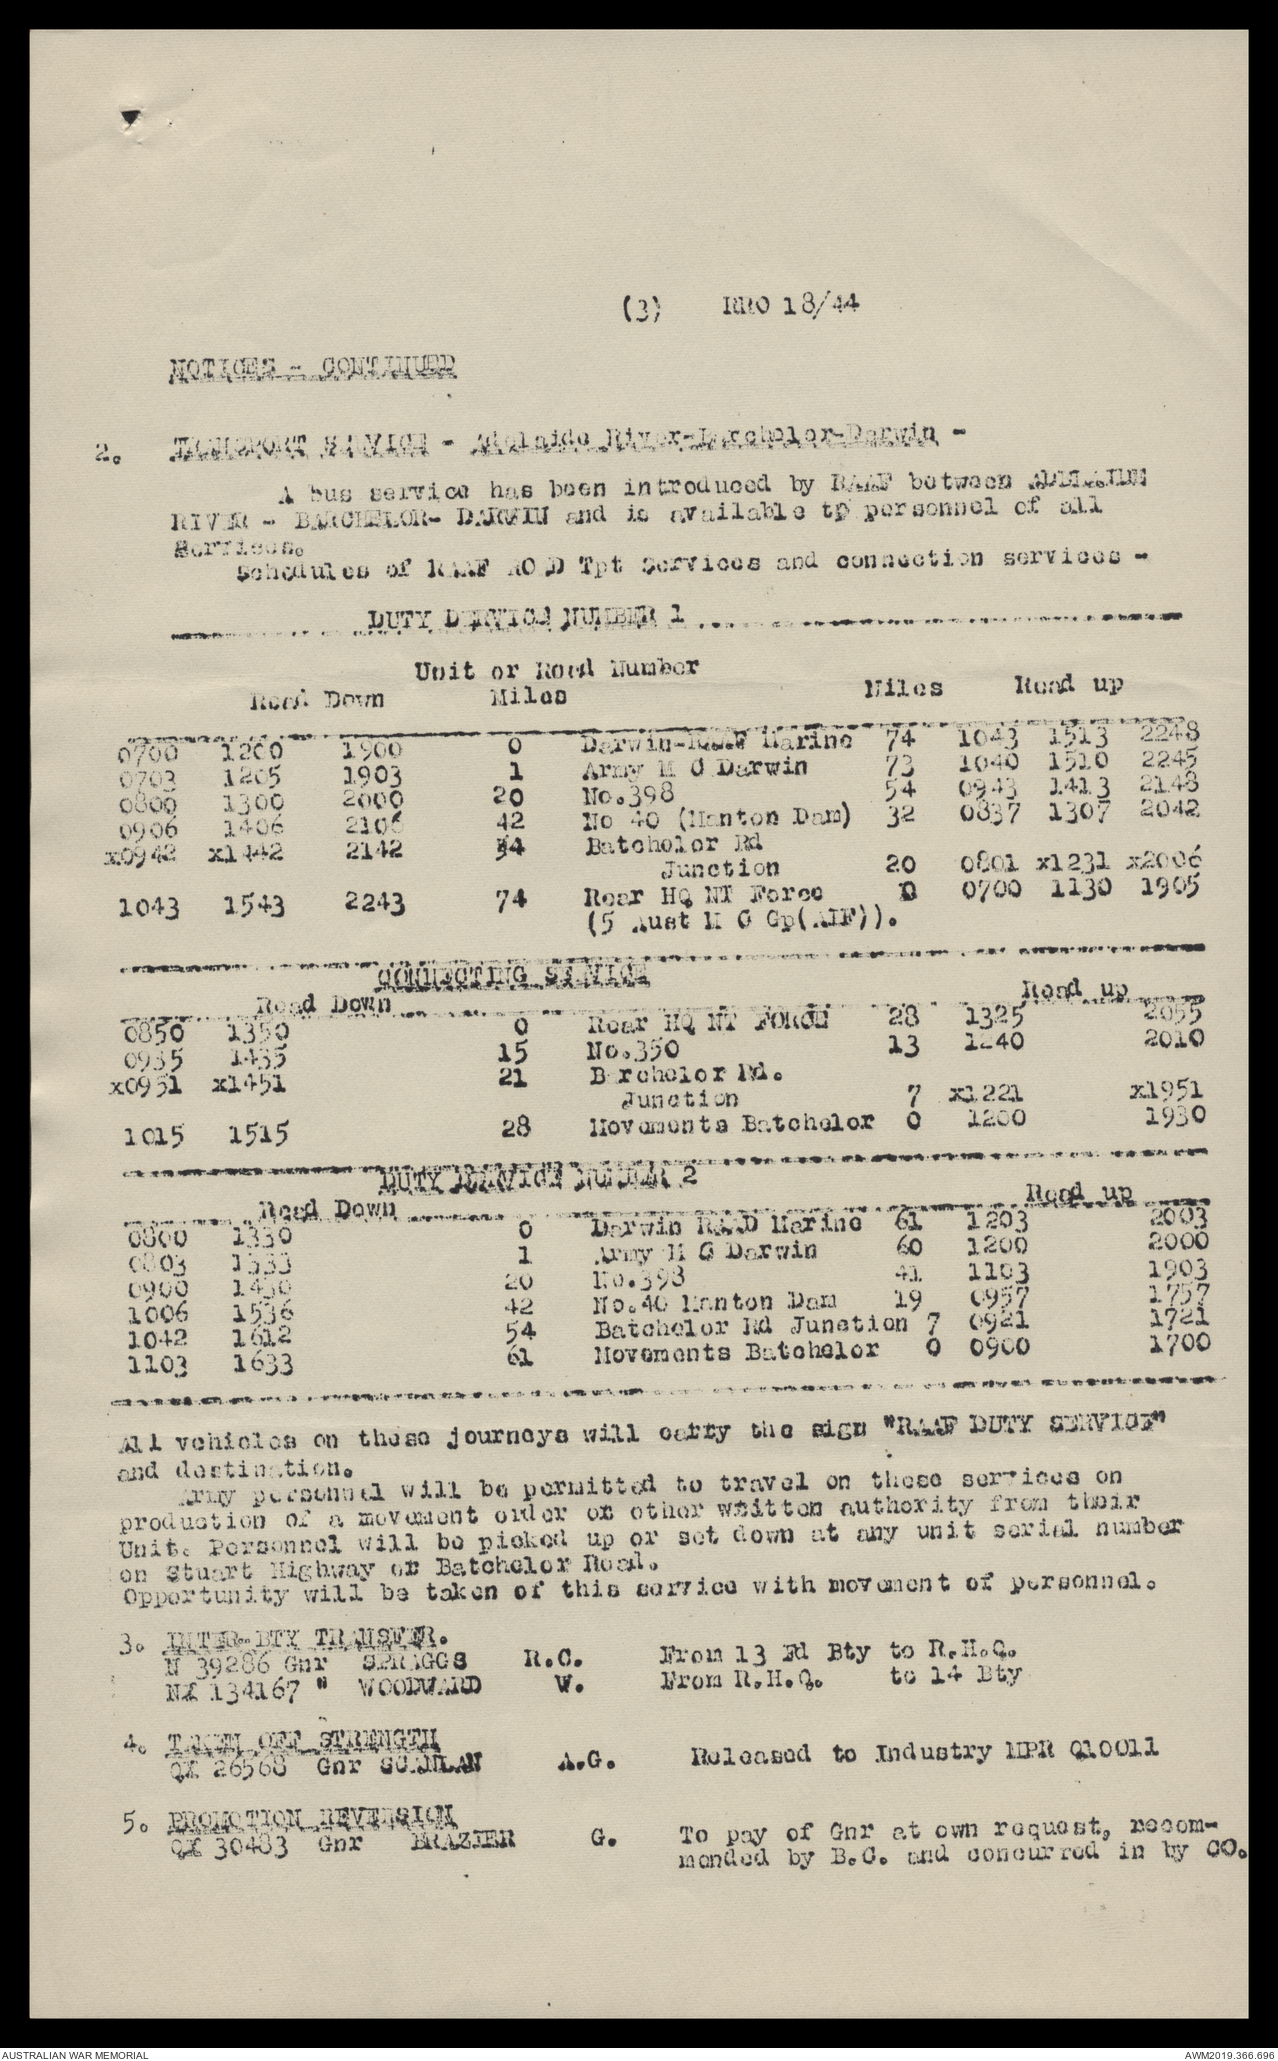 (3) RRO 18/44
NOTICES - CONTINUED
2. TRANSPORT SERVICE - Adelaide River-Barchelor-Darwin -
A bus service has been introduced by RAAF between ADELAIDE
RIVER - BARCHELOR- DARWIN and is available tp personnel of all
Services.
Schedules of RAAF ROAD Tpt Services and connection services -
DUTY DERVICE NUMBER 1
Unit or Road Number
Read Down Miles Miles Read up
0700 1200 1900 0 Darwin-RAAF Marine 74 1043 1513 2248
0703 1205 1903 1 Army M C Darwin 73 1040 1510 2245
0800 1300 2000 20 No.398 54 0943 1413 2148
0906 1406 2106 42 No 40 (Manton Dam) 32 0837 1307 2042
x0942 x1442 2142 54 Batchelor Rd
Junction 20 0801 x1231 x2006
1043 1543 2243 74 Rear HQ NT Force 0 0700 1130 1905
(5 Aust M C Gp(AIF)).
CONNECTING SERVICE
Read Down Read up
0850 1350 0 Rear HQ NT FORCE 28 1325 2055
0935 1435 15 No.350 13 1240 2010
x0951 x1451 21 Barchelor Rd.
Junction 7 x1221 x1951
1015 1515 28 Movements Batchelor 0 1200 1930
DUTY SERVICE NUMBER 2
Read Down Read up
0800 1330 0 Darwin RAAD Marine 61 1203 2003
0803 1333 1 Army M C Darwin 60 1200 2000
0900 1430 20 No.398 41 1103 1903
1006 1536 42 No.40 Manton Dam 19 0957 1757
1042 1612 54 Batchelor Rd Junction 7 0921 1721
1103 1633 61 Movements Batchelor 0 0900 1700
All vehicles on these journeys will carry the sign "RAAF DUTY SERVICE"
and destination.
Army personnel will be permitted to travel on these services on
production of a movement order or other written authority from their
Unit. Personnel will be picked up or set down at any unit serial number
on Stuart Highway or Batchelor Road.
Opportunity will be taken of this service with movement of personnel.
3. INTER-BTY TRANSFER.
N 39286 Gnr SPRAGGS R.C. From 13 Fd Bty to R.H.Q.
NX 134167 " WOODWARD W. From R.H.Q. to 14 Bty
4. TAKEN OFF STRENGTH
QX 26568 Gnr SCANLAN A.G. Released to Industry MPR Q10011
5. PROMOTION REVERSION
QX 30483 Gnr BRAZIER G. To pay of Gnr at own request, recom-
mended by B.C. and concurred in by CO.
AUSTRALIAN WAR MEMORIAL AWM2019.366.696